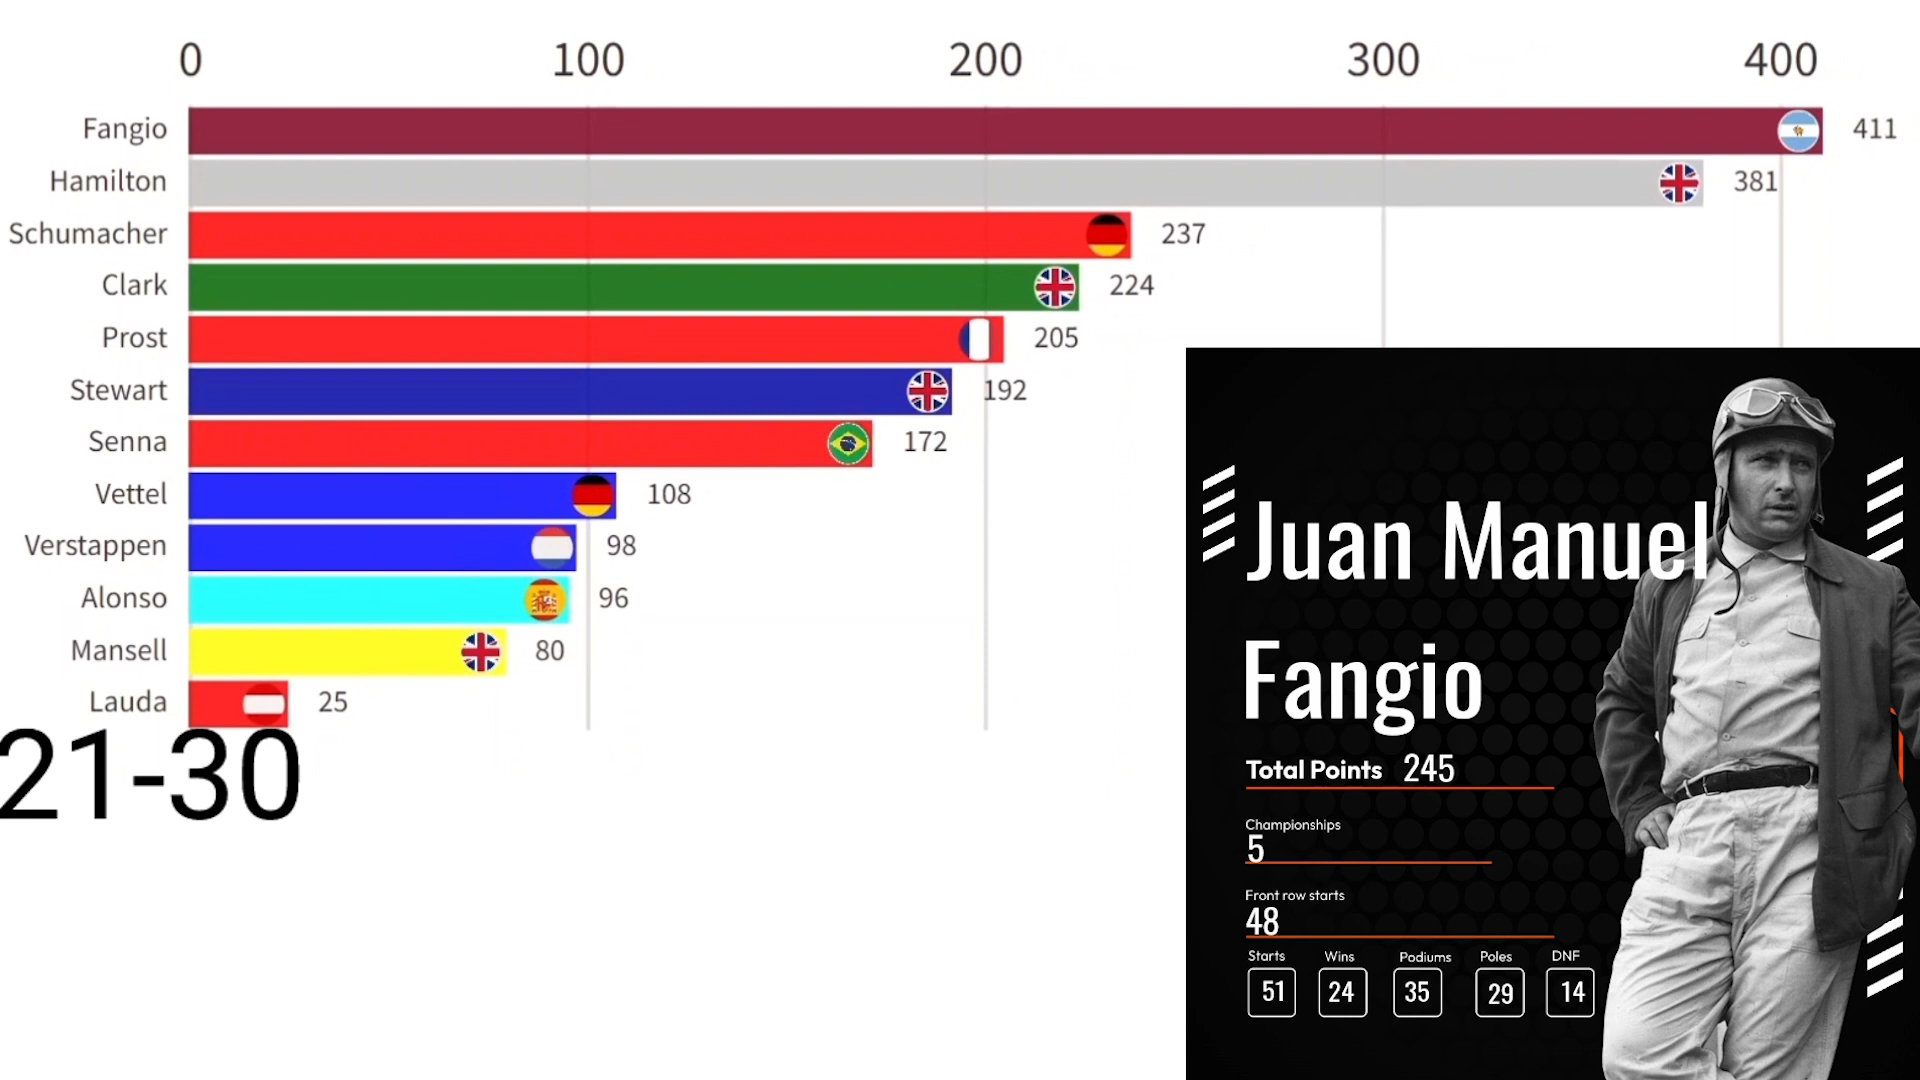 0 100 200 300 400
Fangio 411
Hamilton 381
Schumacher 237
Clark 224
Prost 205
Stewart 192
Senna 172
Vettel 108
Verstappen 98
Alonso 96
Mansell 80
Lauda 25
21-30
Juan Manuel
Fangio
Total Points 245
Championships
5
Front row starts
48
Starts Wins Podiums Poles DNF
51 24 35 29 14